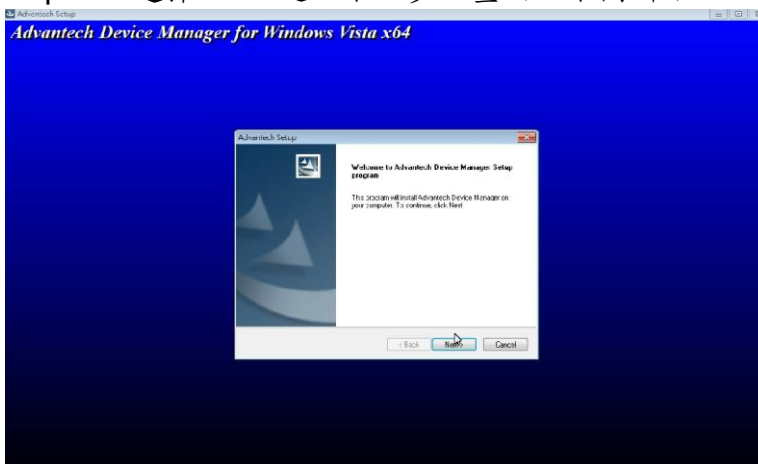 Advantech Setup
Advantech Device Manager for Windows Vista x64
Advantech Setup
Welcome to Advantech Device Manager Setup
program
This program will install Advantech Device Manager on
your computer. To continue, click Next
< Back
Next >
Cancel